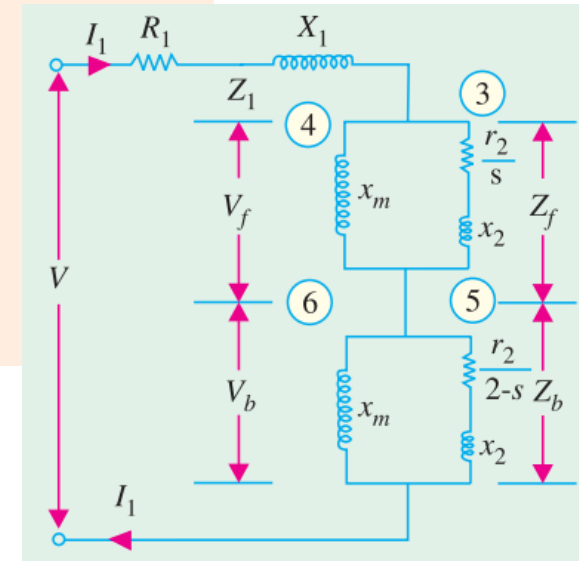 I1 R1 X1
Z1
4 3
r2/s
xm
Vf Zf
x2
V 6 5
r2/2-s
Vb Zb
xm
x2
I1